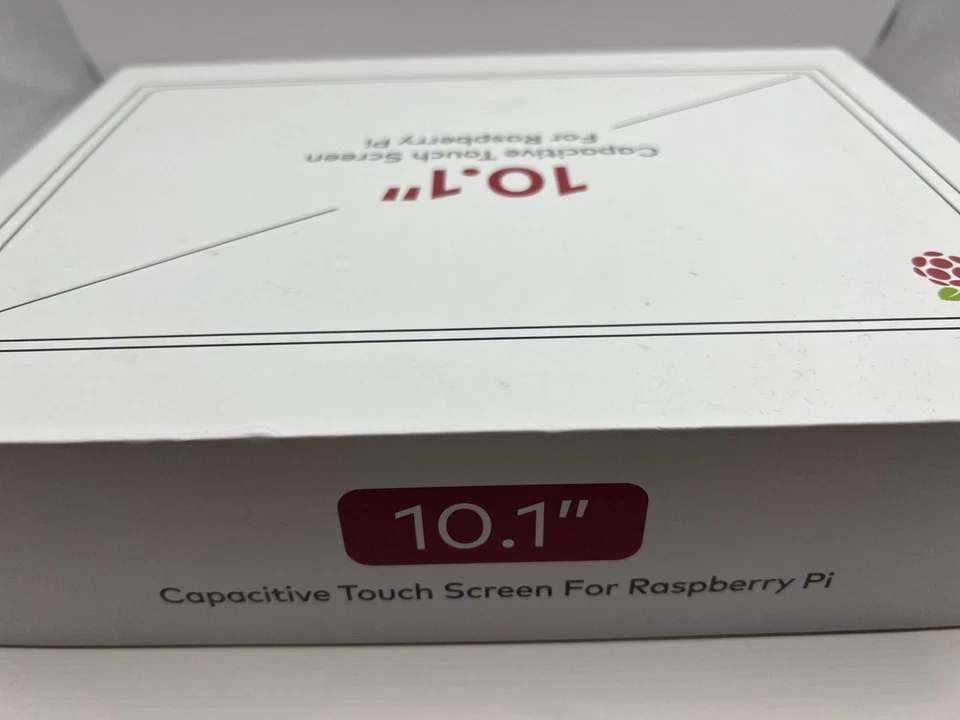 10.1"
Capacitive Touch Screen
For Raspberry Pi
10.1"
Capacitive Touch Screen For Raspberry Pi